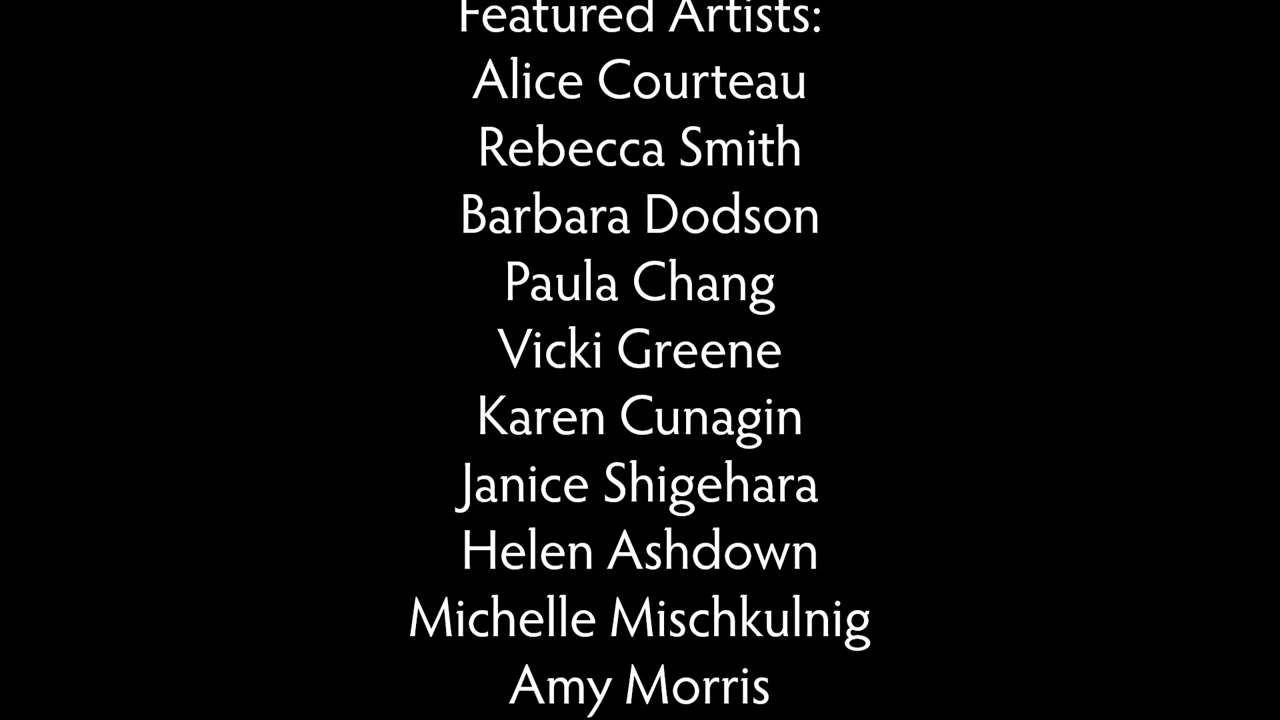 Featured Artists:
Alice Courteau
Rebecca Smith
Barbara Dodson
Paula Chang
Vicki Greene
Karen Cunagin
Janice Shigehara
Helen Ashdown
Michelle Mischkulnig
Amy Morris